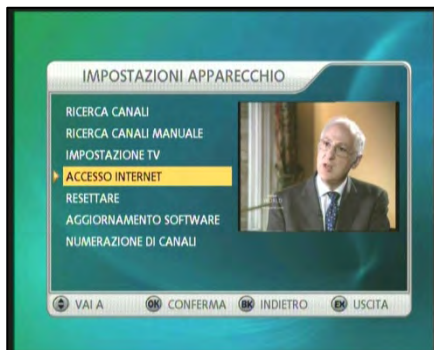 IMPOSTAZIONI APPARECCHIO
RICERCA CANALI
RICERCA CANALI MANUALE
IMPOSTAZIONE TV
ACCESSO INTERNET
RESETTARE
AGGIORNAMENTO SOFTWARE
NUMERAZIONE DI CANALI
VAI A OK CONFERMA BK INDIETRO EX USCITA